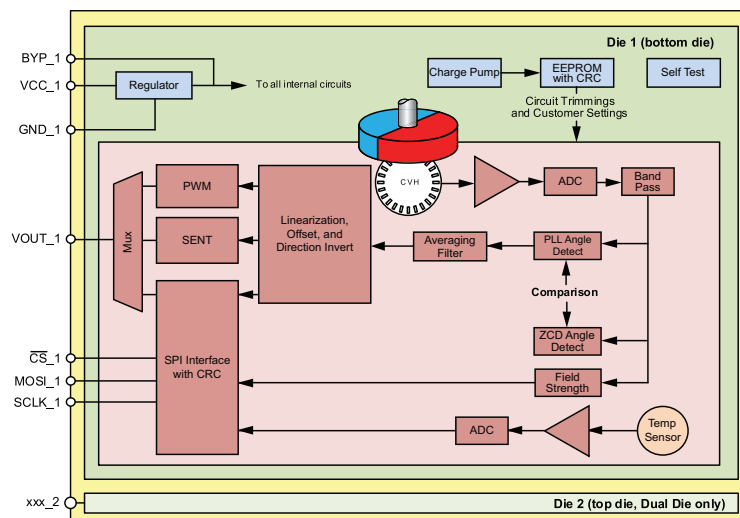 Die 1 (bottom die)
BYP_1
VCC_1
GND_1
Regulator
To all internal circuits
Charge Pump
EEPROM
with CRC
Self Test
Circuit Trimmings
and Customer Settings
CVH
ADC
Band
Pass
PWM
SENT
Mux
VOUT_1
Linearization,
Offset, and
Direction Invert
Averaging
Filter
PLL Angle
Detect
Comparison
ZCD Angle
Detect
SPI Interface
with CRC
CS_1
MOSI_1
SCLK_1
Field
Strength
ADC
Temp
Sensor
xxx_2
Die 2 (top die, Dual Die only)